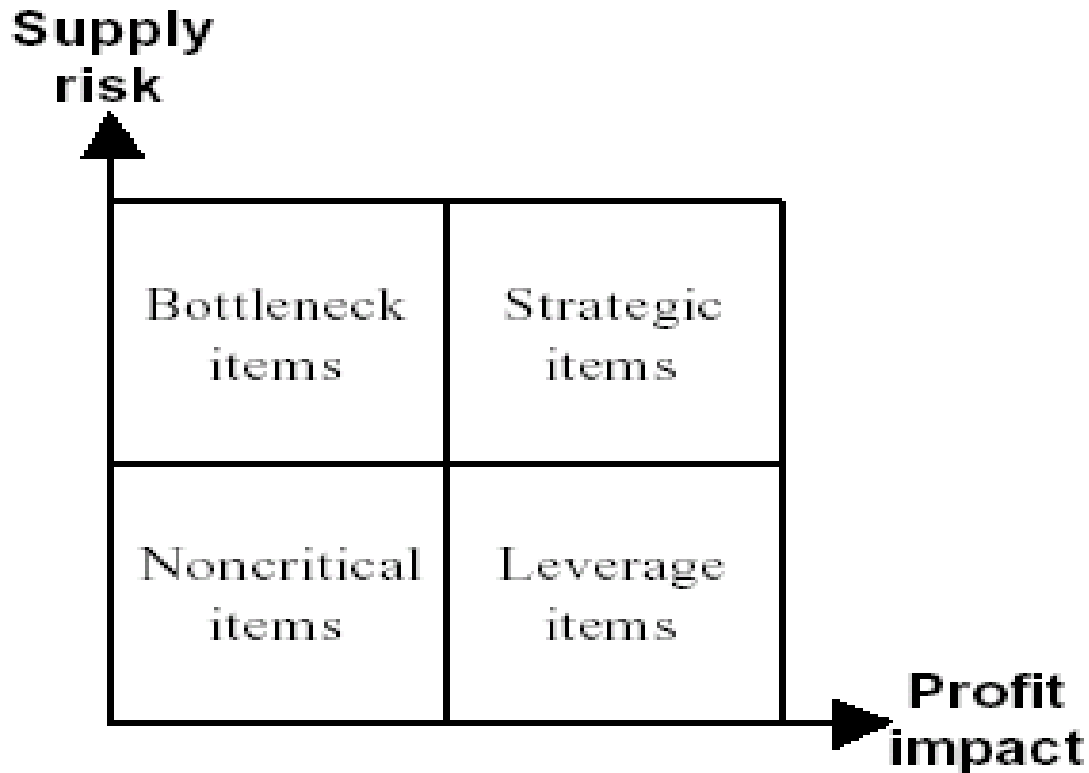 Supply
risk
Bottleneck
items
Strategic
items
Noncritical
items
Leverage
items
Profit
impact